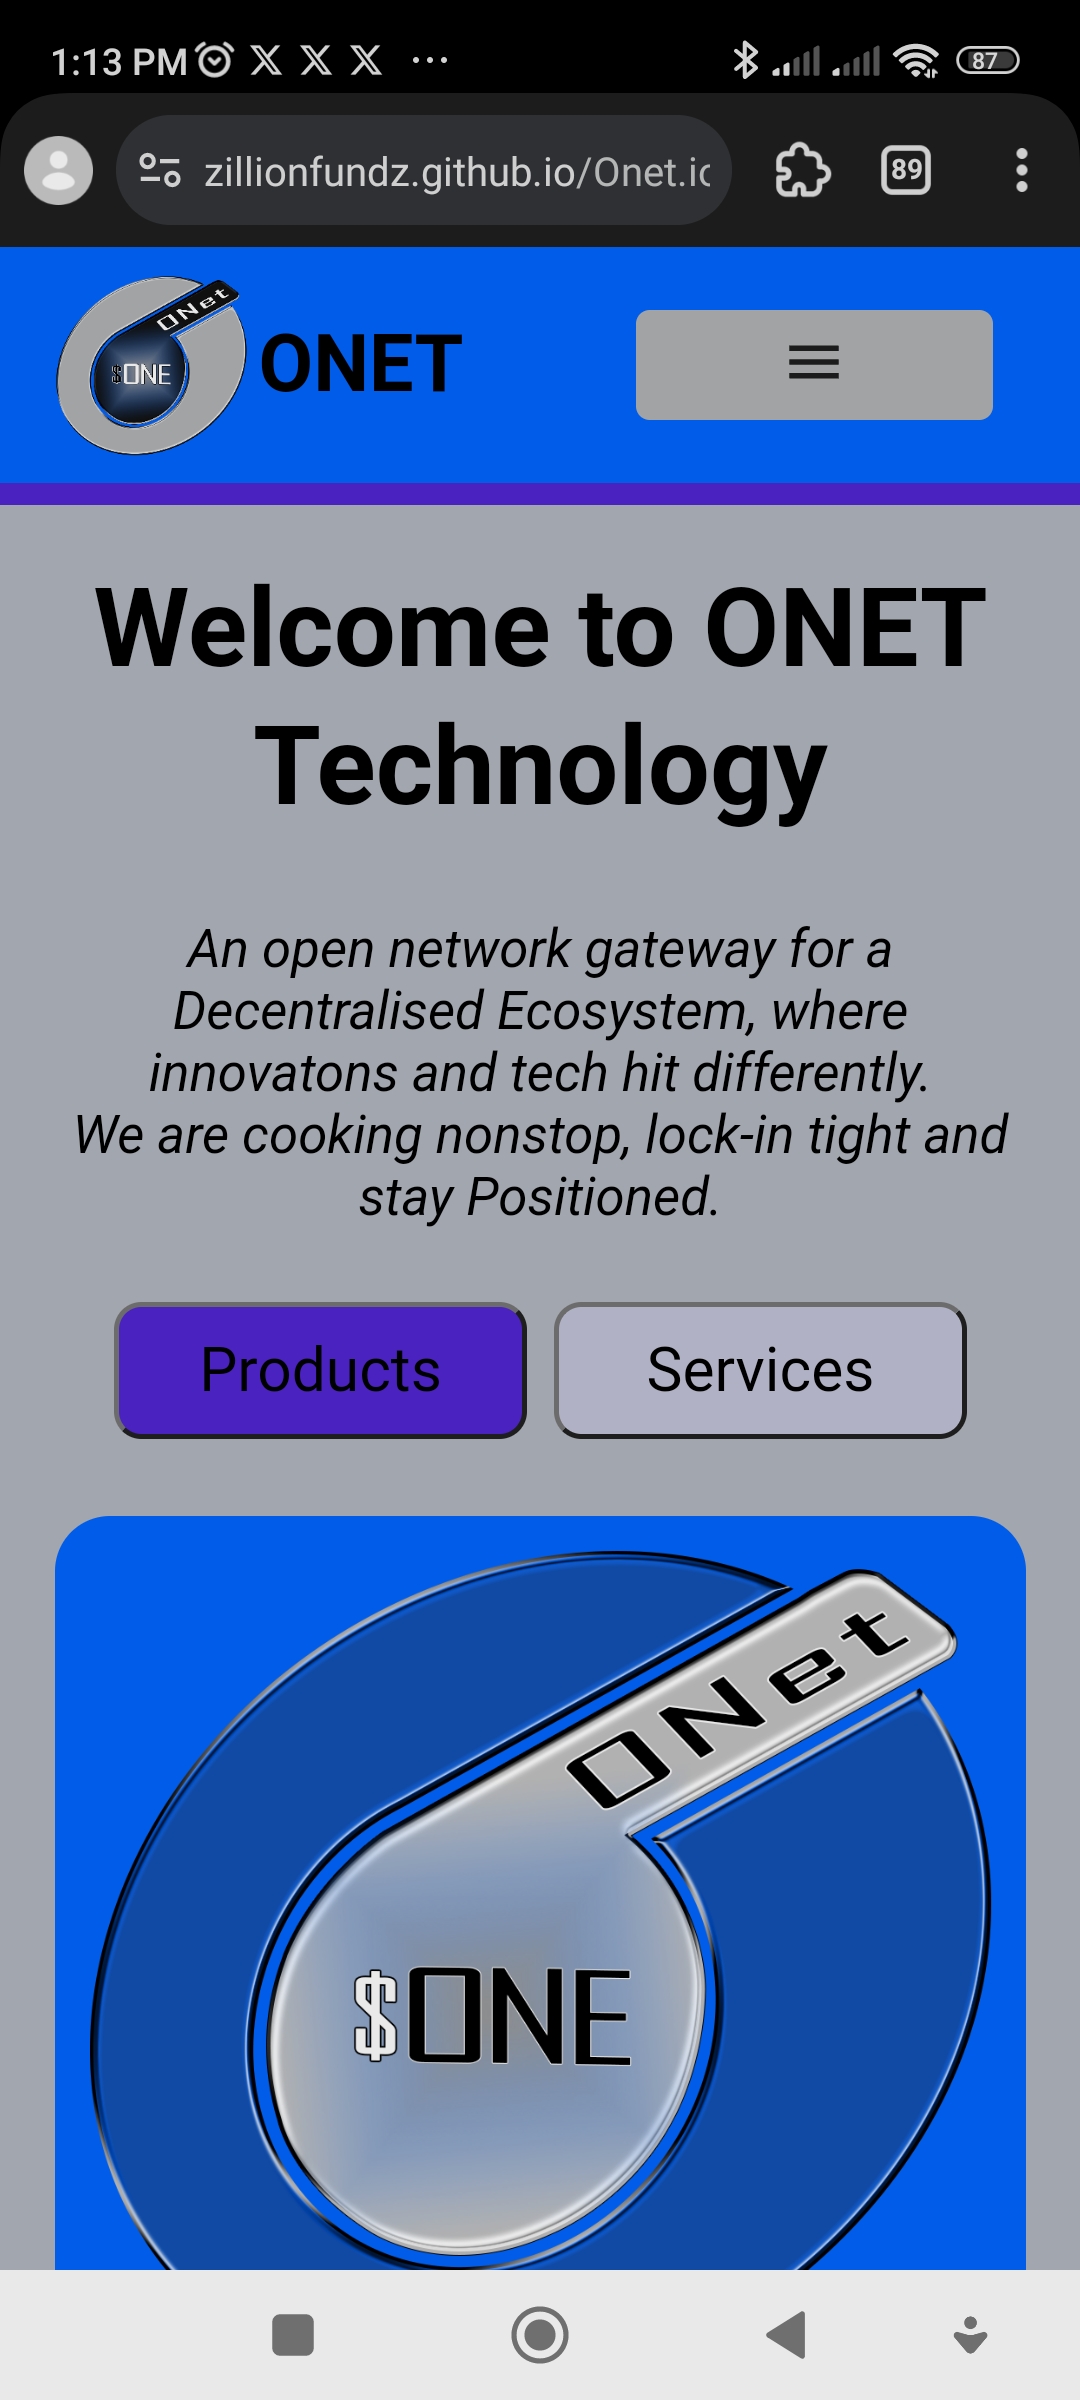 1:13 PM
87
zillionfundz.github.io/Onet.io
89
ONet
$ONE
ONET
Welcome to ONET
Technology
An open network gateway for a
Decentralised Ecosystem, where
innovatons and tech hit differently.
We are cooking nonstop, lock-in tight and
stay Positioned.
Products
Services
ONet
$ONE